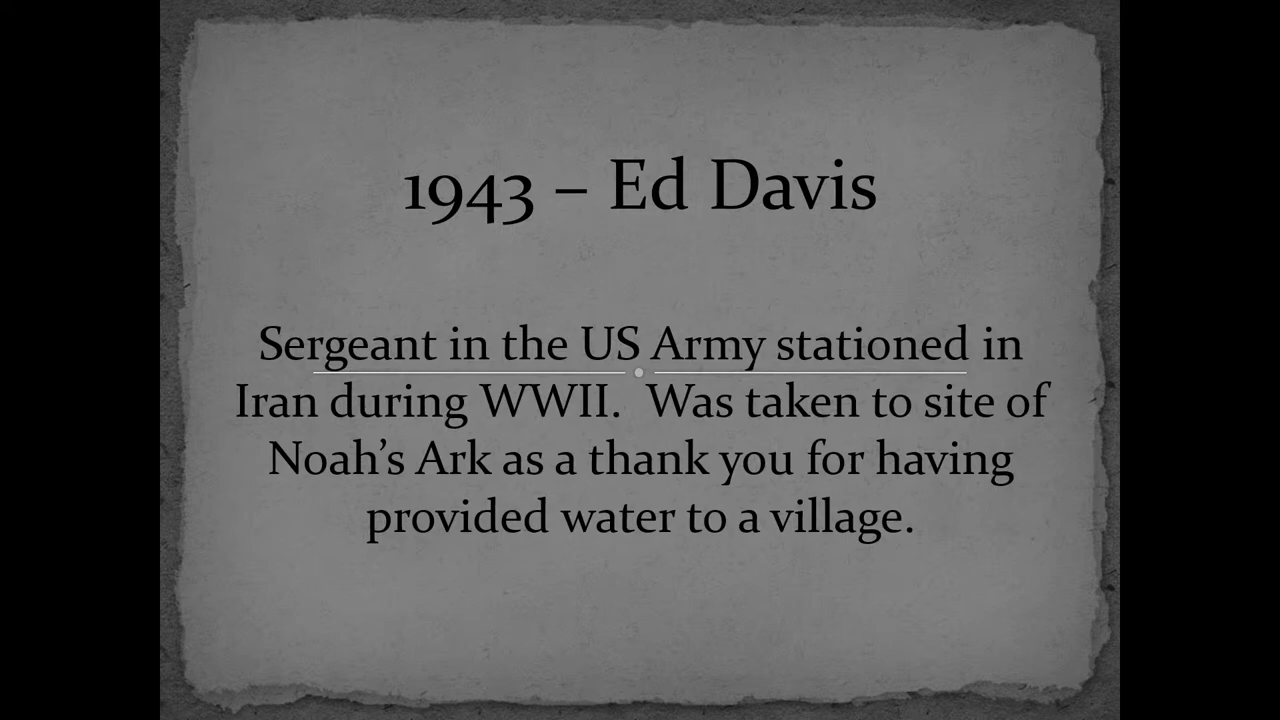 1943 – Ed Davis
Sergeant in the US Army stationed in
Iran during WWII.  Was taken to site of
Noah’s Ark as a thank you for having
provided water to a village.